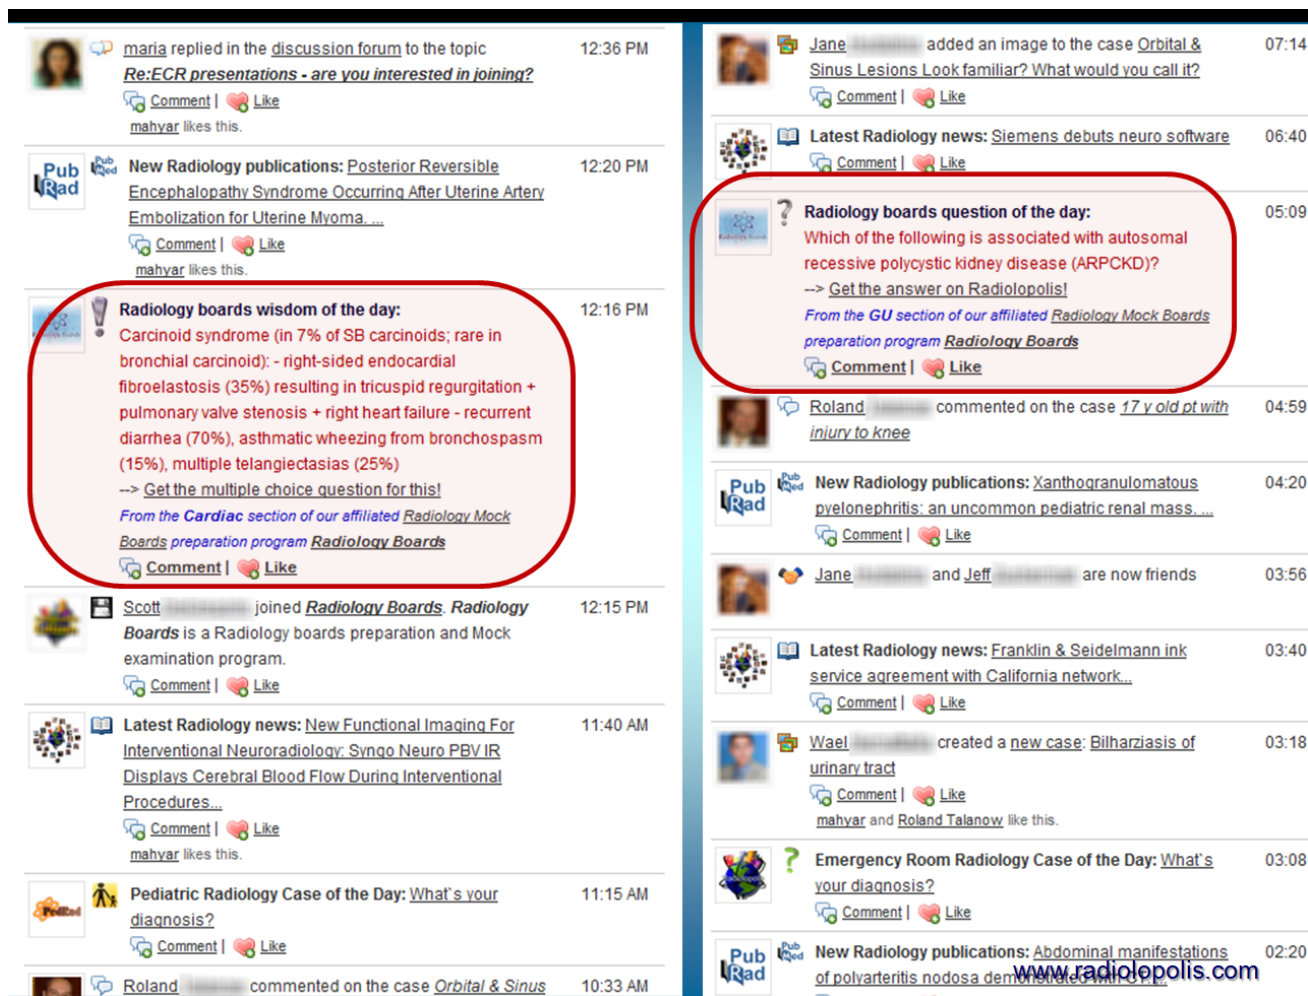 maria replied in the discussion forum to the topic 12:36 PM
Re:ECR presentations - are you interested in joining?
Comment | Like
mahyar likes this.
Pub Rad
Pub Med
New Radiology publications: Posterior Reversible 12:20 PM
Encephalopathy Syndrome Occurring After Uterine Artery
Embolization for Uterine Myoma. ...
Comment | Like
mahyar likes this.
Radiology boards wisdom of the day: 12:16 PM
Carcinoid syndrome (in 7% of SB carcinoids; rare in
bronchial carcinoid): - right-sided endocardial
fibroelastosis (35%) resulting in tricuspid regurgitation +
pulmonary valve stenosis + right heart failure - recurrent
diarrhea (70%), asthmatic wheezing from bronchospasm
(15%), multiple telangiectasias (25%)
--> Get the multiple choice question for this!
From the Cardiac section of our affiliated Radiology Mock
Boards preparation program Radiology Boards
Comment | Like
Scott joined Radiology Boards. Radiology 12:15 PM
Boards is a Radiology boards preparation and Mock
examination program.
Comment | Like
Latest Radiology news: New Functional Imaging For 11:40 AM
Interventional Neuroradiology: Syngo Neuro PBV IR
Displays Cerebral Blood Flow During Interventional
Procedures...
Comment | Like
mahyar likes this.
PedRad
Pediatric Radiology Case of the Day: What`s your 11:15 AM
diagnosis?
Comment | Like
Roland commented on the case Orbital & Sinus 10:33 AM
Jane added an image to the case Orbital & 07:14
Sinus Lesions Look familiar? What would you call it?
Comment | Like
Latest Radiology news: Siemens debuts neuro software 06:40
Comment | Like
Radiology boards question of the day: 05:09
Which of the following is associated with autosomal
recessive polycystic kidney disease (ARPCKD)?
--> Get the answer on Radiolopolis!
From the GU section of our affiliated Radiology Mock Boards
preparation program Radiology Boards
Comment | Like
Roland commented on the case 17 y old pt with 04:59
injury to knee
Pub Rad
Pub Med
New Radiology publications: Xanthogranulomatous 04:20
pyelonephritis: an uncommon pediatric renal mass. ...
Comment | Like
Jane and Jeff are now friends 03:56
Latest Radiology news: Franklin & Seidelmann ink 03:40
service agreement with California network...
Comment | Like
Wael created a new case: Bilharziasis of 03:18
urinary tract
Comment | Like
mahyar and Roland Talanow like this.
Emergency Room Radiology Case of the Day: What`s 03:08
your diagnosis?
Comment | Like
Pub Rad
Pub Med
New Radiology publications: Abdominal manifestations 02:20
of polyarteritis nodosa demonstrated with CT. ...
www.radiolopolis.com